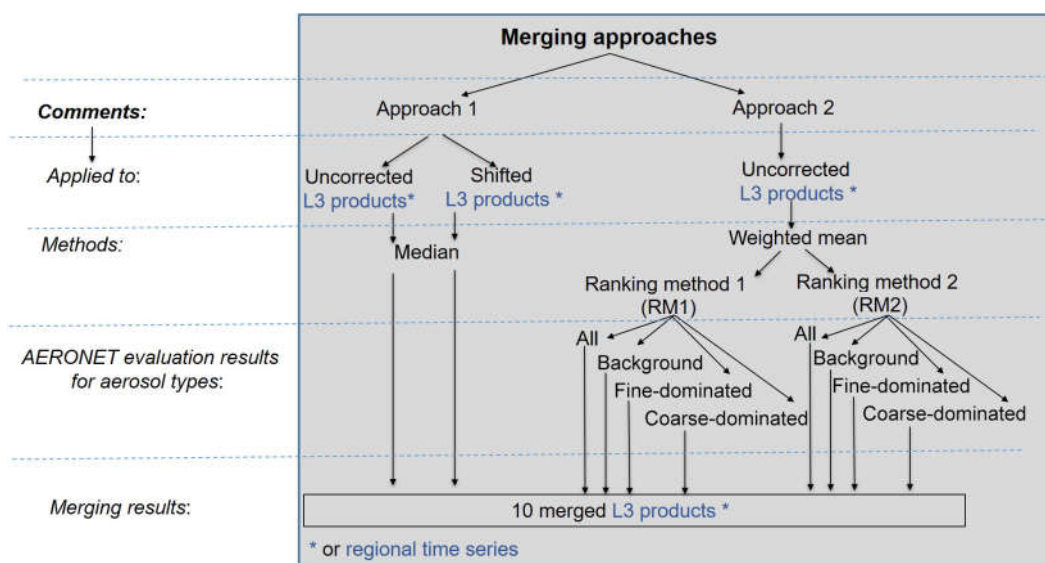 Merging approaches
Comments:
Approach 1
Approach 2
Applied to:
Uncorrected
L3 products*
Shifted
L3 products *
Uncorrected
L3 products *
Methods:
Median
Weighted mean
Ranking method 1
(RM1)
Ranking method 2
(RM2)
AERONET evaluation results
for aerosol types:
All
Background
Fine-dominated
Coarse-dominated
All
Background
Fine-dominated
Coarse-dominated
Merging results:
10 merged L3 products *
* or regional time series